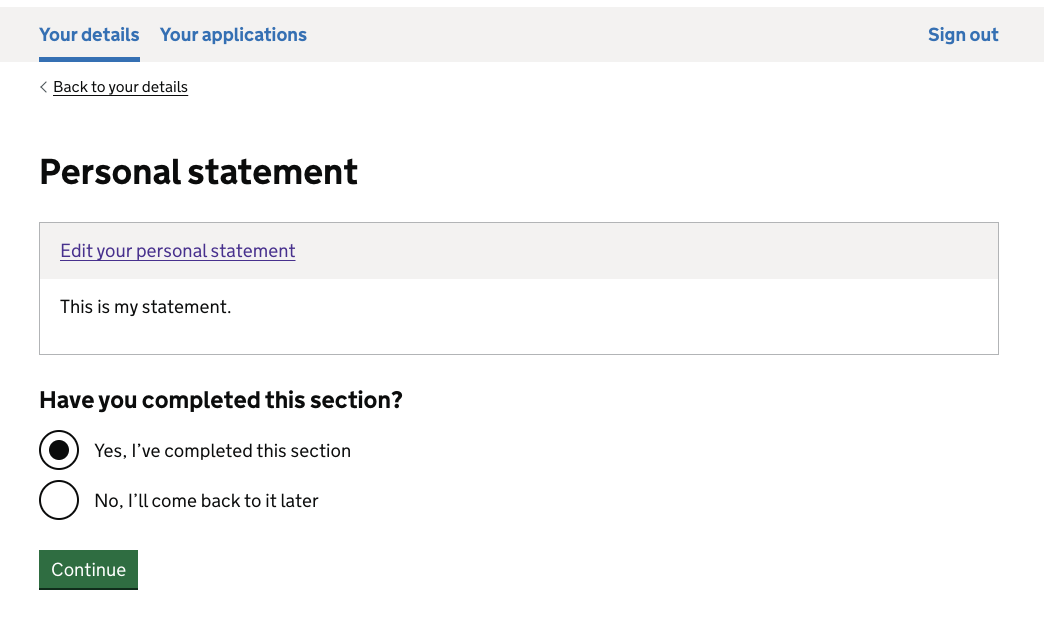 Your details Your applications Sign out
Back to your details
Personal statement
Edit your personal statement
This is my statement.
Have you completed this section?
Yes, I’ve completed this section
No, I’ll come back to it later
Continue